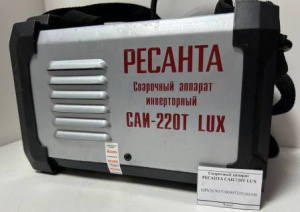 РЕСАНТА
Сварочный аппарат
инверторный
САИ-220Т LUX
Сварочный аппарат
РЕСАНТА САИ-220Т LUX